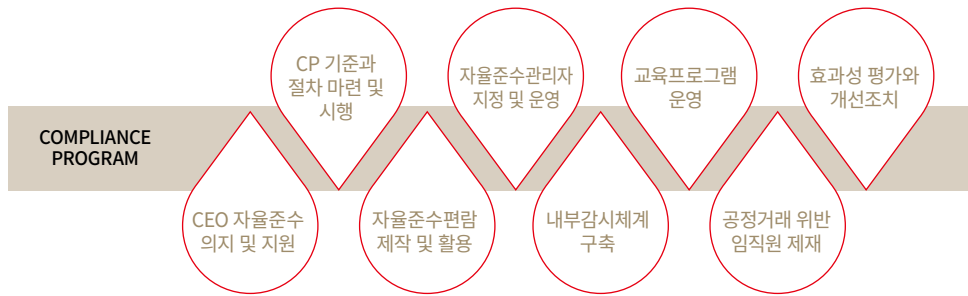 COMPLIANCE
PROGRAM
CEO 자율준수
의지 및 지원
CP 기준과
절차 마련 및
시행
자율준수편람
제작 및 활용
자율준수관리자
지정 및 운영
내부감시체계
구축
교육프로그램
운영
공정거래 위반
임직원 제재
효과성 평가와
개선조치